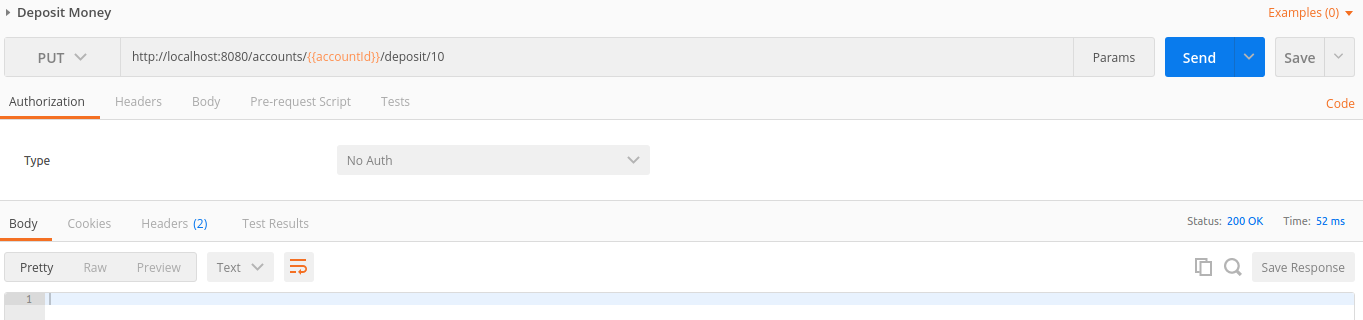 Deposit Money Examples (0)
PUT http://localhost:8080/accounts/{{accountId}}/deposit/10 Params Send Save
Authorization Headers Body Pre-request Script Tests Code
Type No Auth
Body Cookies Headers (2) Test Results Status: 200 OK Time: 52 ms
Pretty Raw Preview Text Save Response
1